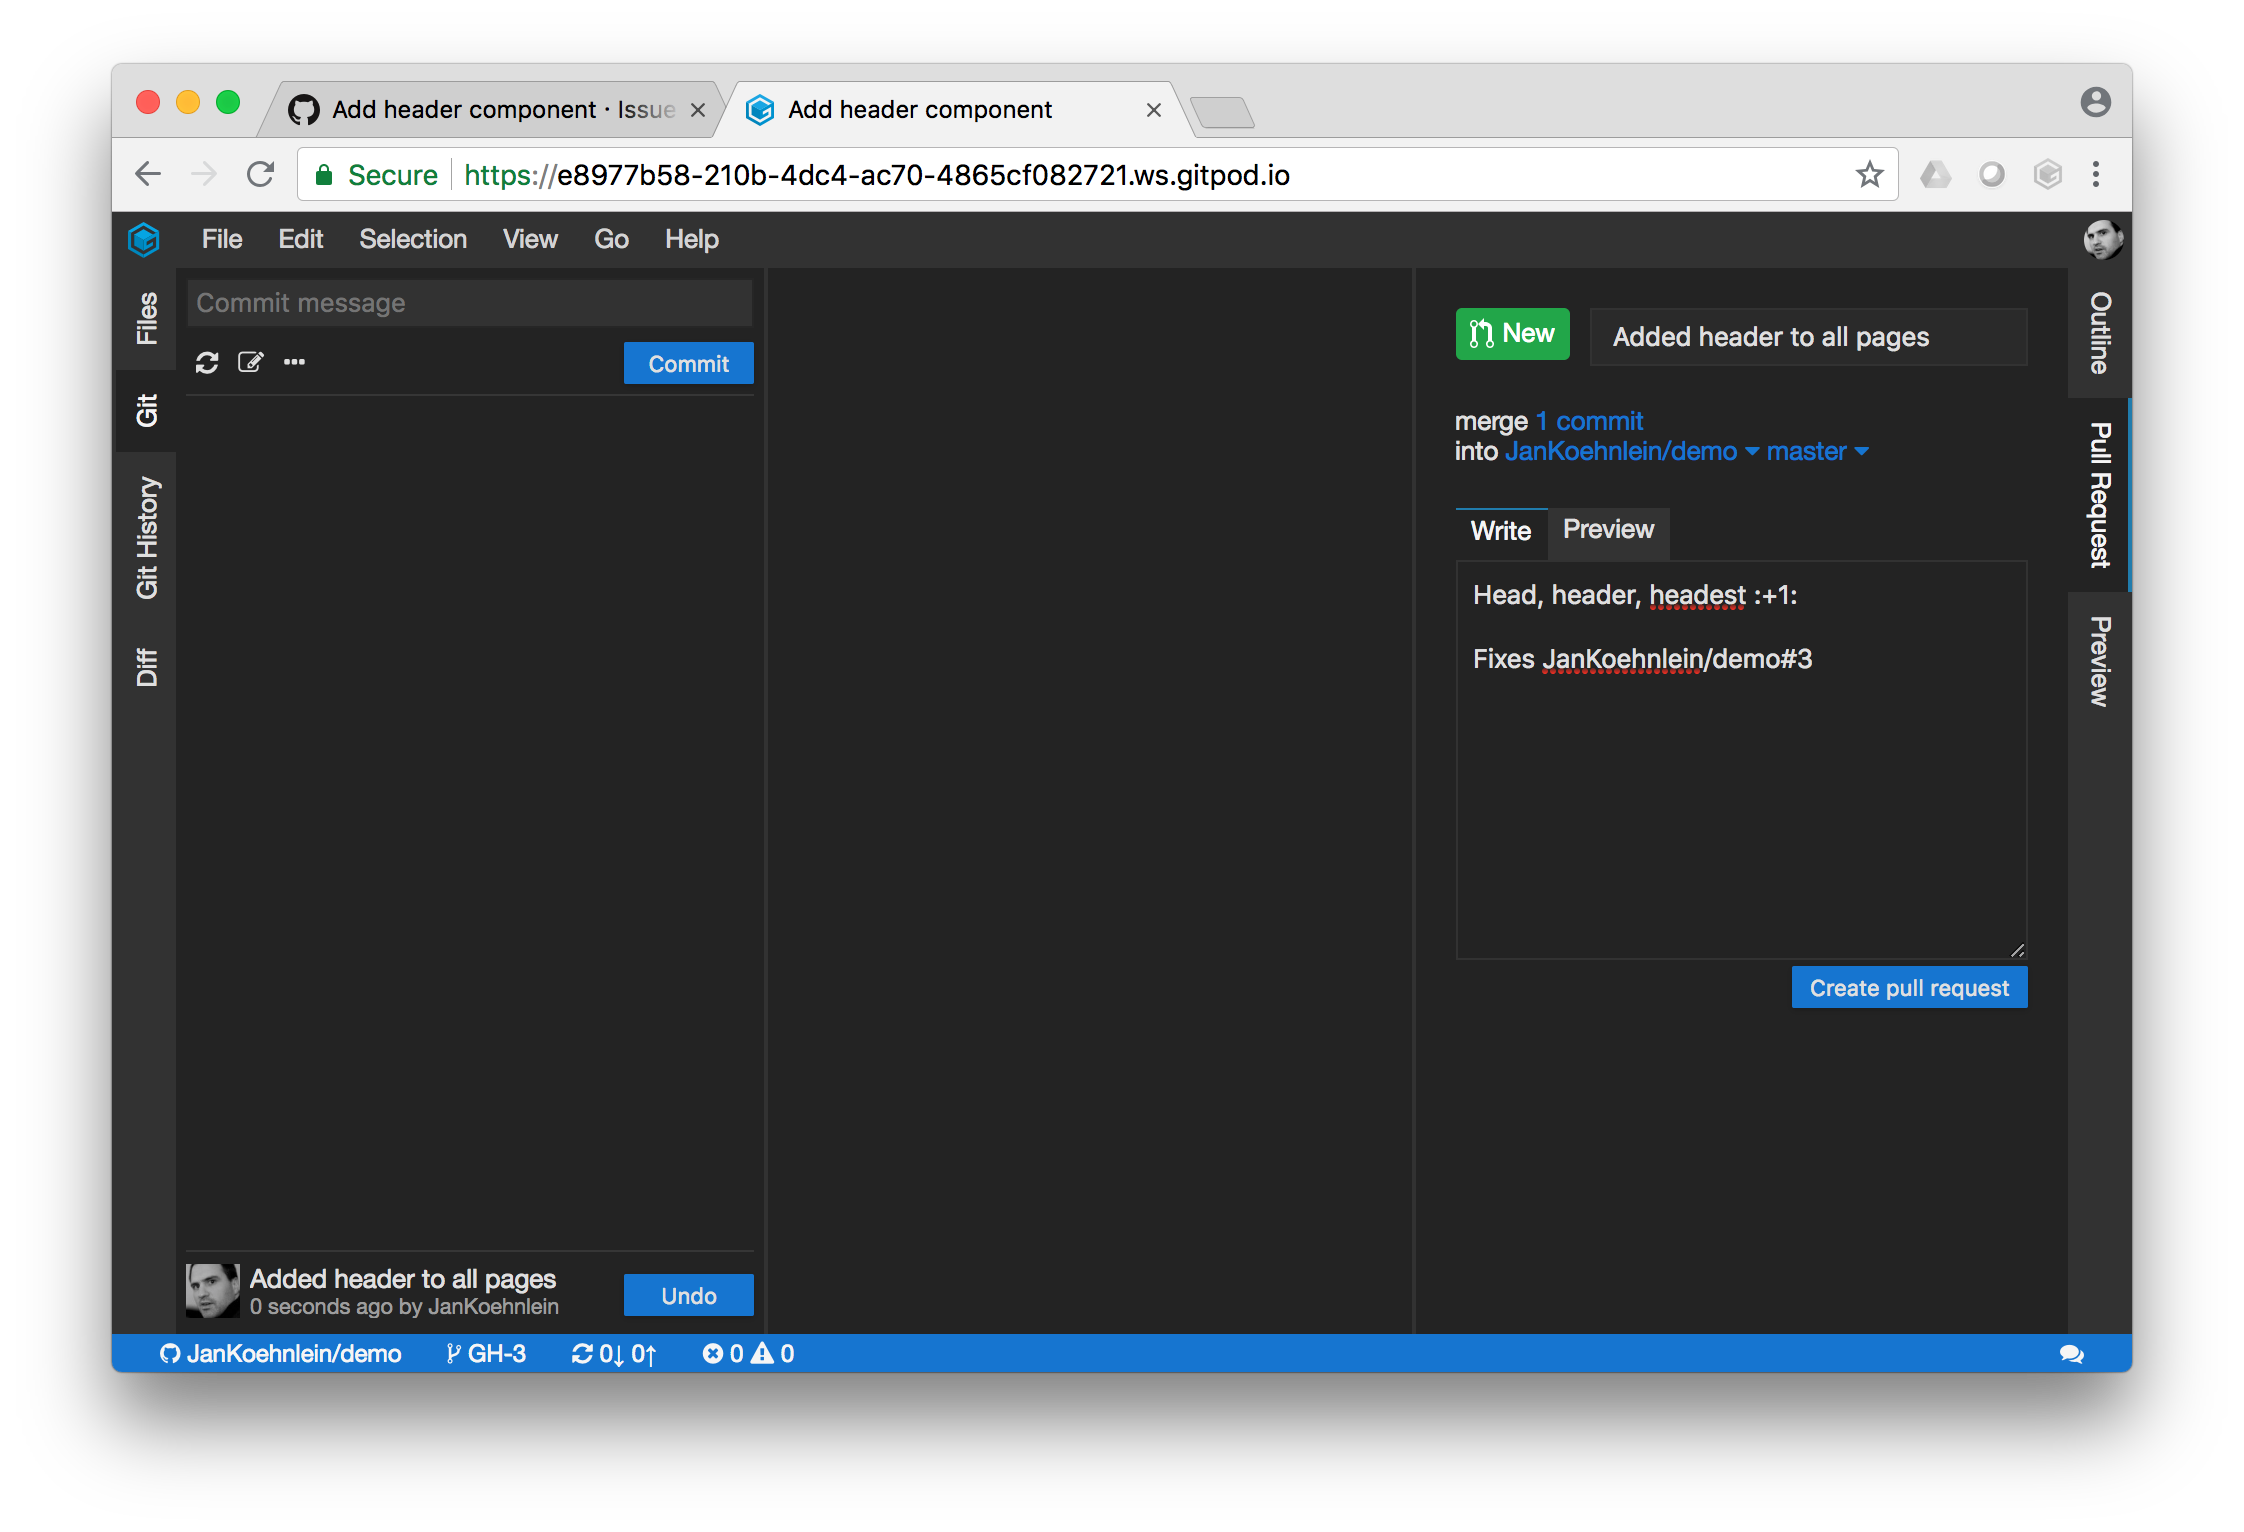 Add header component · Issue
Add header component
Secure https://e8977b58-210b-4dc4-ac70-4865cf082721.ws.gitpod.io
File Edit Selection View Go Help
Files
Git
Git History
Diff
Commit message
Commit
Added header to all pages
0 seconds ago by JanKoehnlein
Undo
New
Added header to all pages
merge 1 commit
into JanKoehnlein/demo master
Write Preview
Head, header, headest :+1:
Fixes JanKoehnlein/demo#3
Create pull request
Outline
Pull Request
Preview
JanKoehnlein/demo GH-3 0↓ 0↑ 0 0